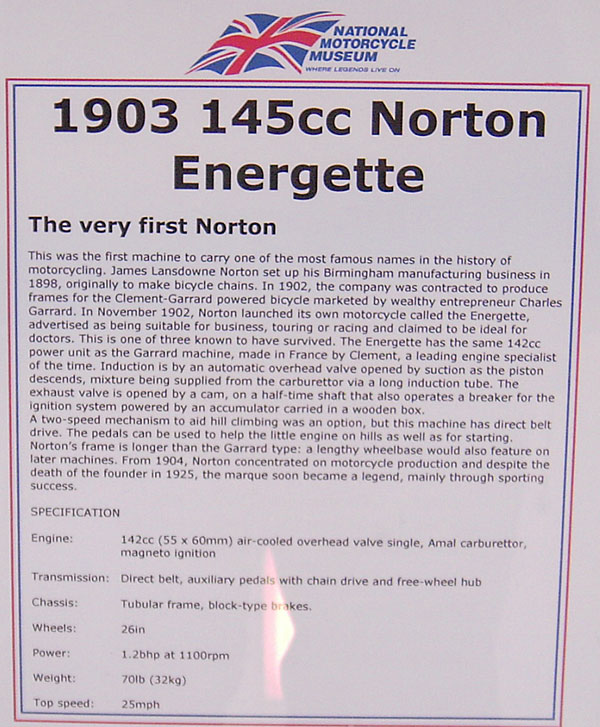 NATIONAL
MOTORCYCLE
MUSEUM
WHERE LEGENDS LIVE ON
1903 145cc Norton
Energette
The very first Norton
This was the first machine to carry one of the most famous names in the history of
motorcycling. James Lansdowne Norton set up his Birmingham manufacturing business in
1898, originally to make bicycle chains. In 1902, the company was contracted to produce
frames for the Clement-Garrard powered bicycle marketed by wealthy entrepreneur Charles
Garrard. In November 1902, Norton launched its own motorcycle called the Energette,
advertised as being suitable for business, touring or racing and claimed to be ideal for
doctors. This is one of three known to have survived. The Energette has the same 142cc
power unit as the Garrard machine, made in France by Clement, a leading engine specialist
of the time. Induction is by an automatic overhead valve opened by suction as the piston
descends, mixture being supplied from the carburettor via a long induction tube. The
exhaust valve is opened by a cam, on a half-time shaft that also operates a breaker for the
ignition system powered by an accumulator carried in a wooden box.
A two-speed mechanism to aid hill climbing was an option, but this machine has direct belt
drive. The pedals can be used to help the little engine on hills as well as for starting.
Norton's frame is longer than the Garrard type: a lengthy wheelbase would also feature on
later machines. From 1904, Norton concentrated on motorcycle production and despite the
death of the founder in 1925, the marque soon became a legend, mainly through sporting
success.
SPECIFICATION
Engine: 142cc (55 x 60mm) air-cooled overhead valve single, Amal carburettor,
magneto ignition
Transmission: Direct belt, auxiliary pedals with chain drive and free-wheel hub
Chassis: Tubular frame, block-type brakes.
Wheels: 26in
Power: 1.2bhp at 1100rpm
Weight: 70lb (32kg)
Top speed: 25mph